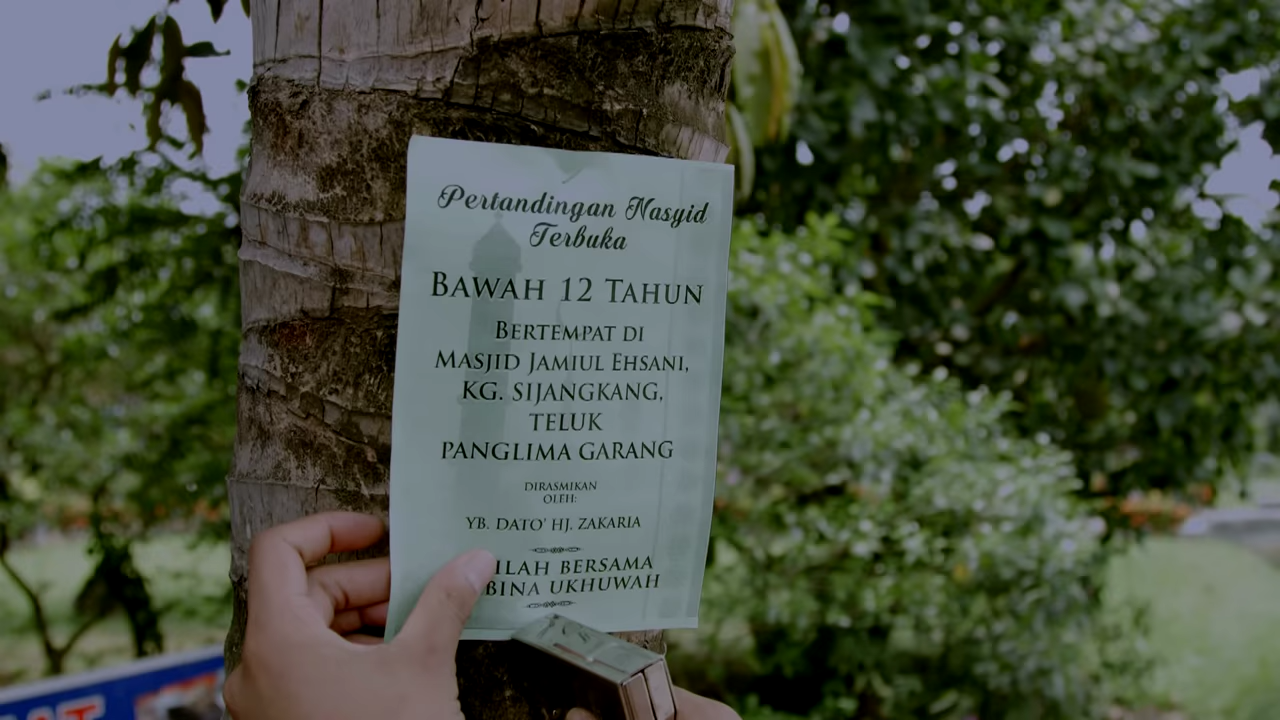 Pertandingan Nasyid
Terbuka
BAWAH 12 TAHUN
BERTEMPAT DI
MASJID JAMIUL EHSANI,
KG. SIJANGKANG,
TELUK
PANGLIMA GARANG
DIRASMIKAN
OLEH:
YB. DATO' HJ. ZAKARIA
BERSAMA
BINA UKHUWAH